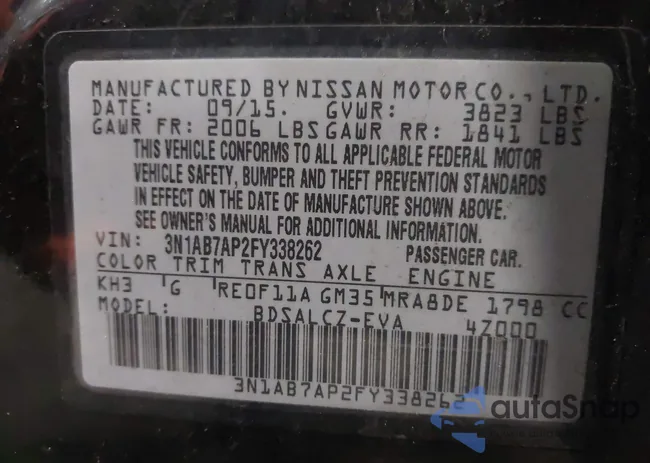 MANUFACTURED BY NISSAN MOTOR CO., LTD.
DATE: 09/15. GVWR: 3823 LBS
GAWR FR: 2006 LBS GAWR RR: 1841 LBS
THIS VEHICLE CONFORMS TO ALL APPLICABLE FEDERAL MOTOR
VEHICLE SAFETY, BUMPER AND THEFT PREVENTION STANDARDS
IN EFFECT ON THE DATE OF MANUFACTURE SHOWN ABOVE.
SEE OWNER'S MANUAL FOR ADDITIONAL INFORMATION.
VIN: 3N1AB7AP2FY338262 PASSENGER CAR.
COLOR TRIM TRANS AXLE ENGINE
KH3 G RE0F11A GM35 MRA8DE 1798 CC
MODEL: BDSALCZ-EVA 4Z000
3N1AB7AP2FY338262
autoSnap